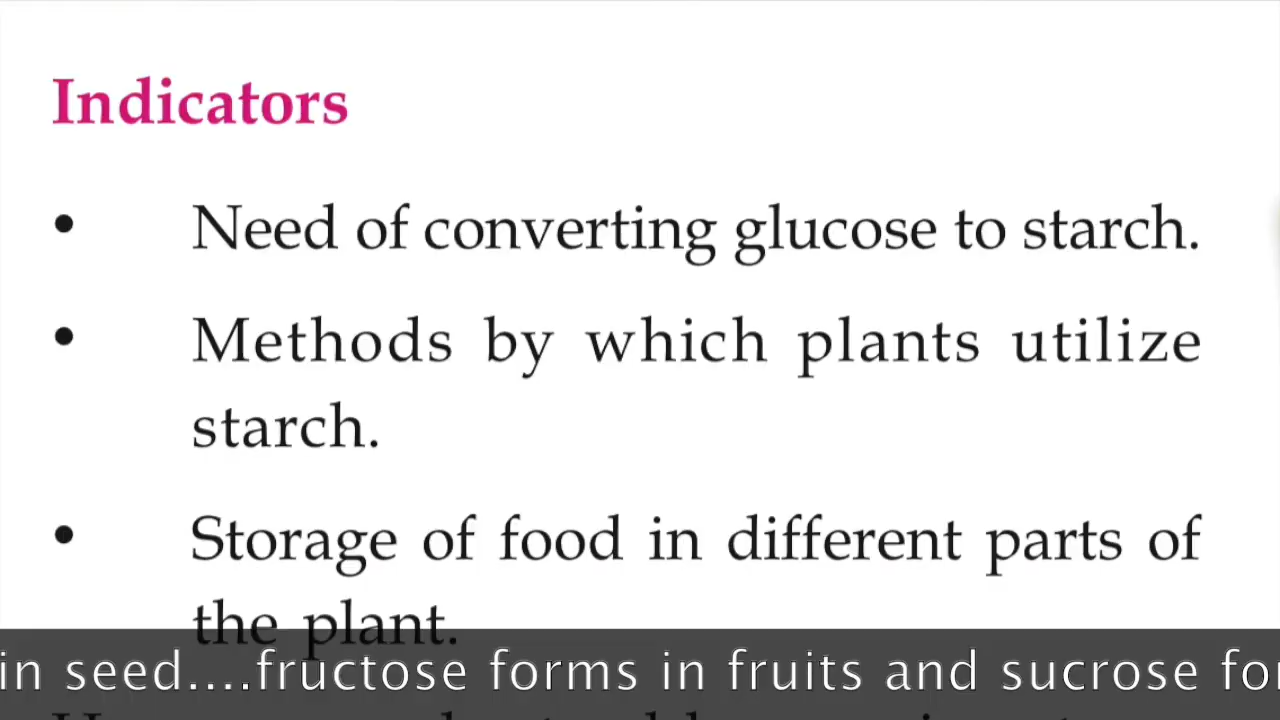 Indicators
• Need of converting glucose to starch.
• Methods by which plants utilize
starch.
• Storage of food in different parts of
the plant.
in seed....fructose forms in fruits and sucrose